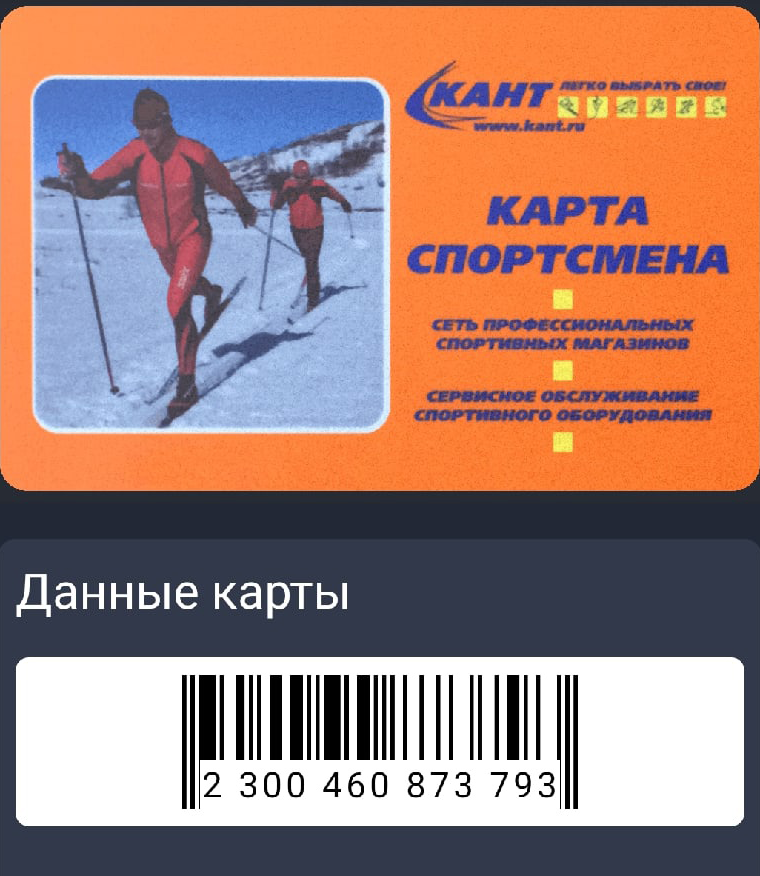 КАНТ ЛЕГКО ВЫБРАТЬ СВОЕ!
www.kant.ru
КАРТА
СПОРТСМЕНА
СЕТЬ ПРОФЕССИОНАЛЬНЫХ
СПОРТИВНЫХ МАГАЗИНОВ
СЕРВИСНОЕ ОБСЛУЖИВАНИЕ
СПОРТИВНОГО ОБОРУДОВАНИЯ
Данные карты
2 300 460 873 793